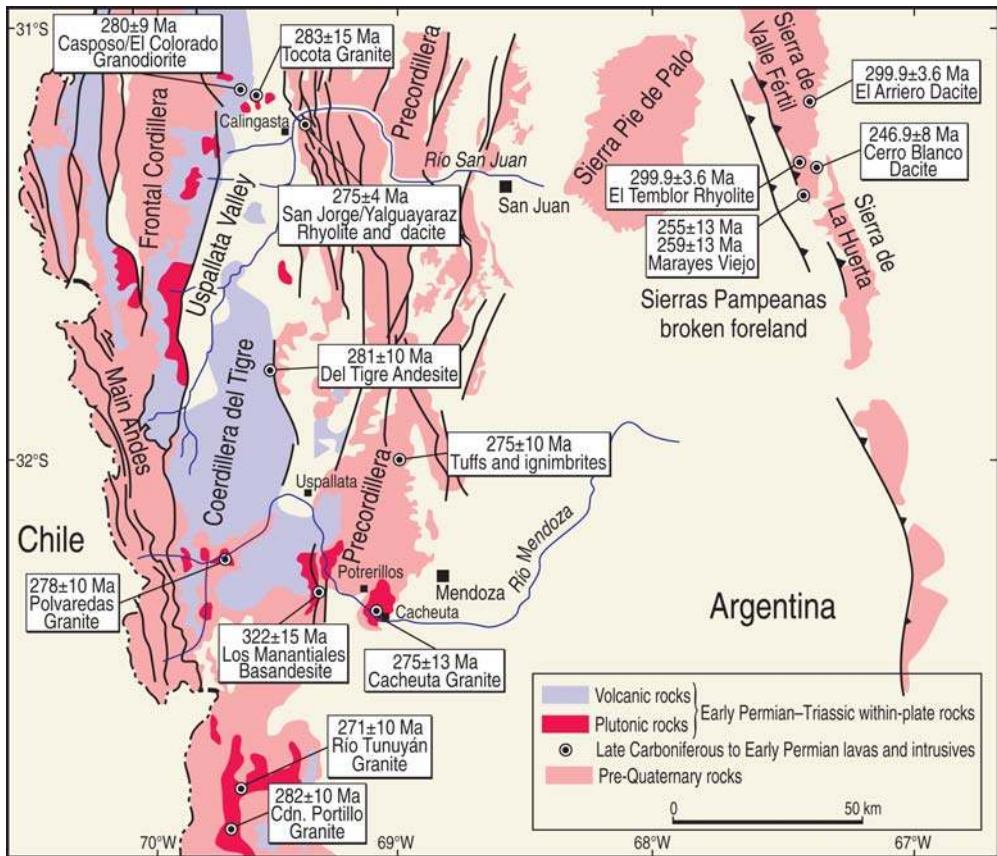 31°S
280±9 Ma
Casposo/El Colorado
Granodiorite
283±15 Ma
Tocota Granite
Calingasta
Frontal Cordillera
Precordillera
Río San Juan
San Juan
Sierra Pie de Palo
Sierra de
Valle Fértil
299.9±3.6 Ma
El Arriero Dacite
246.9±8 Ma
Cerro Blanco
Dacite
299.9±3.6 Ma
El Temblor Rhyolite
255±13 Ma
259±13 Ma
Marayes Viejo
Sierra de
La Huerta
Sierras Pampeanas
broken foreland
275±4 Ma
San Jorge/Yalguayaraz
Rhyolite and dacite
Uspallata Valley
Main Andes
Coerdillera del Tigre
281±10 Ma
Del Tigre Andesite
32°S
275±10 Ma
Tuffs and ignimbrites
Uspallata
Precordillera
Río Mendoza
Chile
Potrerillos
Mendoza
Cacheuta
Argentina
278±10 Ma
Polvaredas
Granite
322±15 Ma
Los Manantiales
Basandesite
275±13 Ma
Cacheuta Granite
271±10 Ma
Río Tunuyán
Granite
282±10 Ma
Cdn. Portillo
Granite
Volcanic rocks
Plutonic rocks
Early Permian–Triassic within-plate rocks
Late Carboniferous to Early Permian lavas and intrusives
Pre-Quaternary rocks
0 50 km
70°W 69°W 68°W 67°W